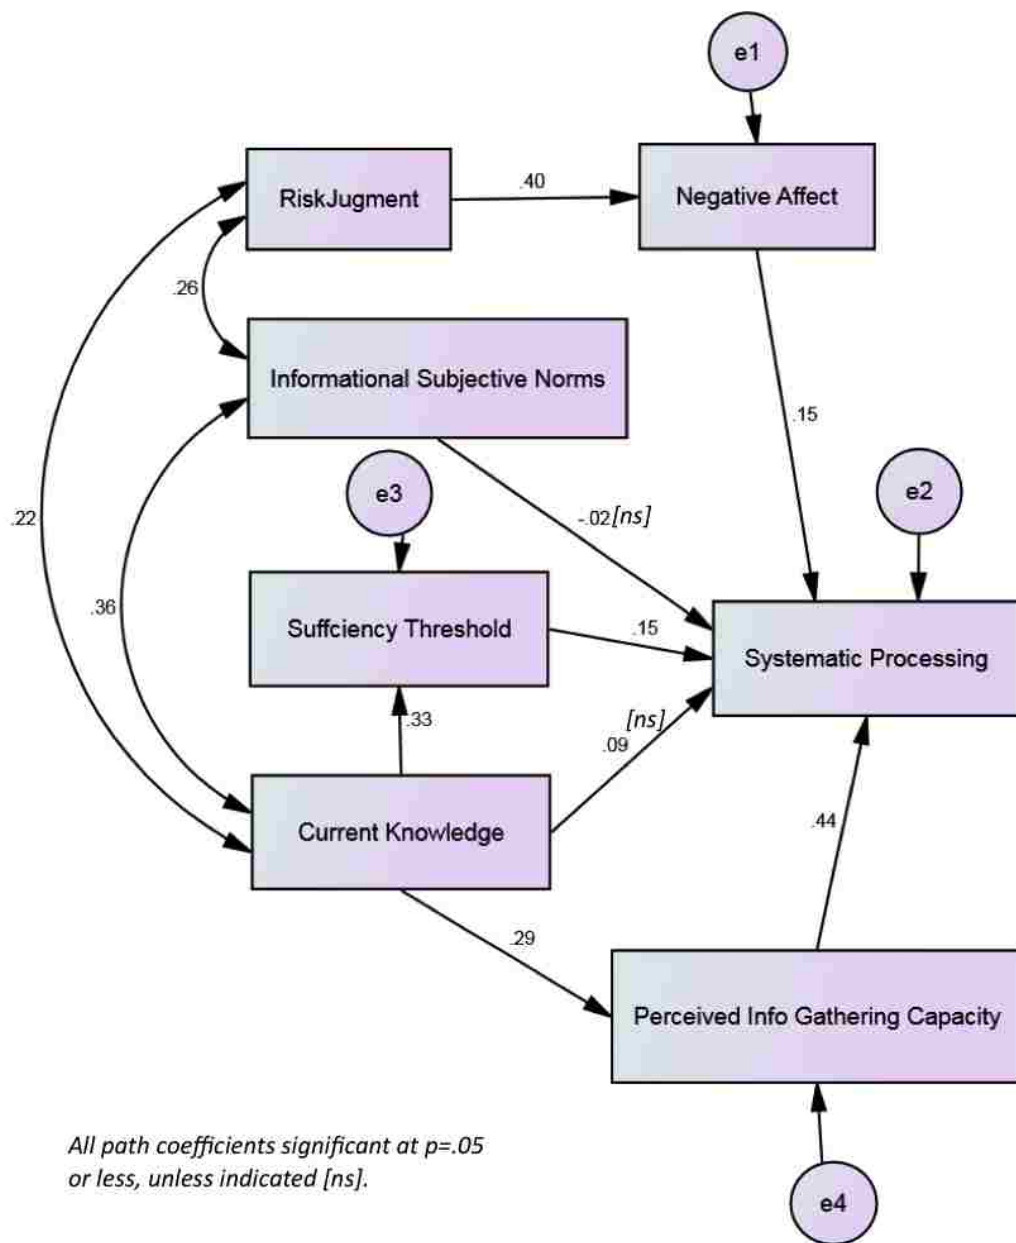 e1
RiskJugment
.40
Negative Affect
.26
Informational Subjective Norms
.15
e3
e2
.22
-.02 [ns]
.36
Suffciency Threshold
.15
Systematic Processing
.33
[ns]
.09
Current Knowledge
.44
.29
Perceived Info Gathering Capacity
All path coefficients significant at p=.05
or less, unless indicated [ns].
e4